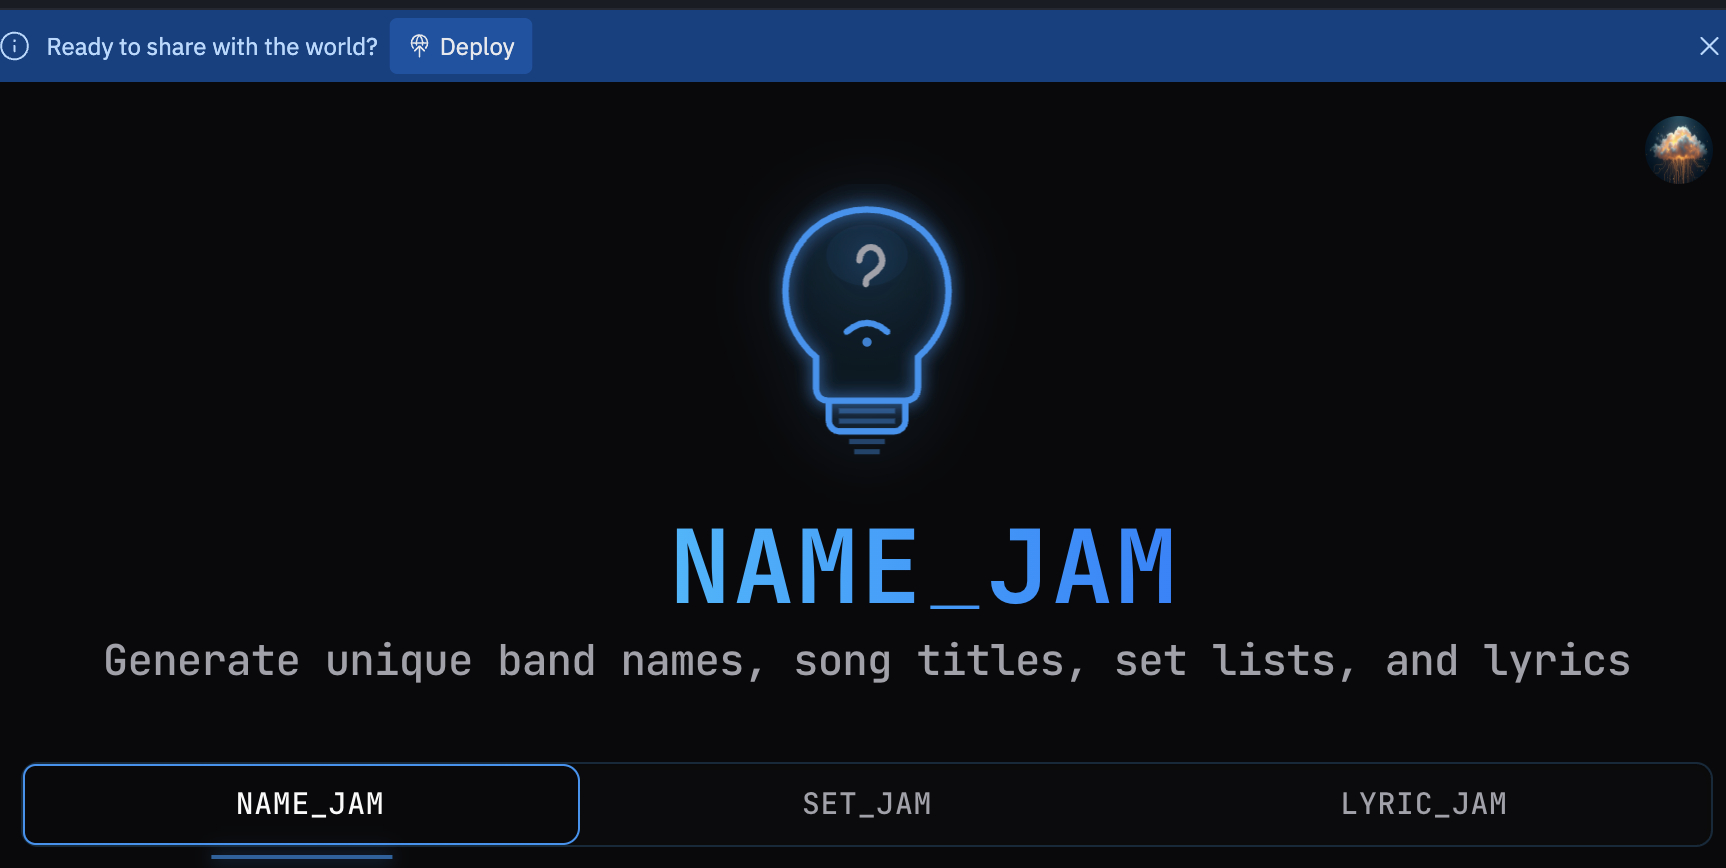 Ready to share with the world? Deploy
?
NAME_JAM
Generate unique band names, song titles, set lists, and lyrics
NAME_JAM SET_JAM LYRIC_JAM